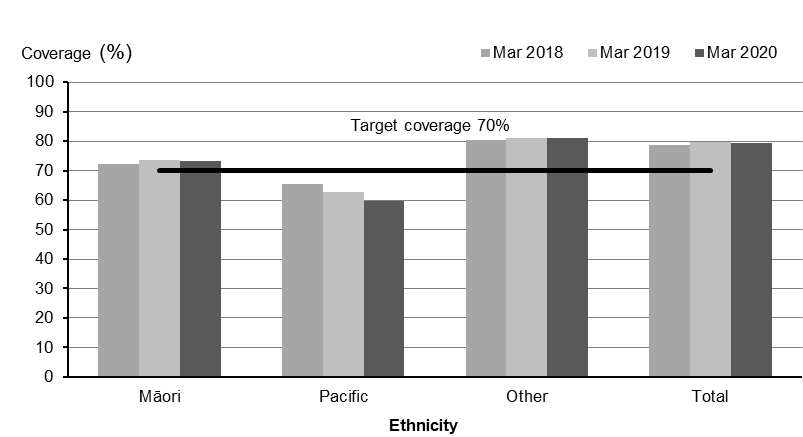 Coverage (%)
Mar 2018 Mar 2019 Mar 2020
100
90
Target coverage 70%
80
70
60
50
40
30
20
10
0
Māori Pacific Other Total
Ethnicity